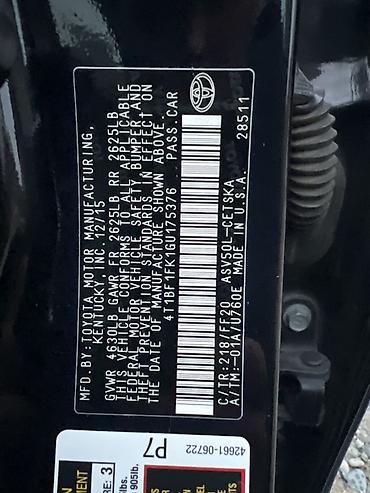 MFD. BY: TOYOTA MOTOR MANUFACTURING,
KENTUCKY, INC. 12/15
GVWR 4630LB GAWR FR 2625LB RR 2625LB
THIS VEHICLE CONFORMS TO ALL APPLICABLE
FEDERAL MOTOR VEHICLE SAFETY, BUMPER AND
THEFT PREVENTION STANDARDS IN EFFECT ON
THE DATE OF MANUFACTURE SHOWN ABOVE.
4T1BF1FK1GU175376 PASS. CAR
C/TR:218/FF20 ASV50L-CETSKA
A/TM:-01A/U760E MADE IN U.S.A.
28511
TOYOTA
42661-06722
P7
3